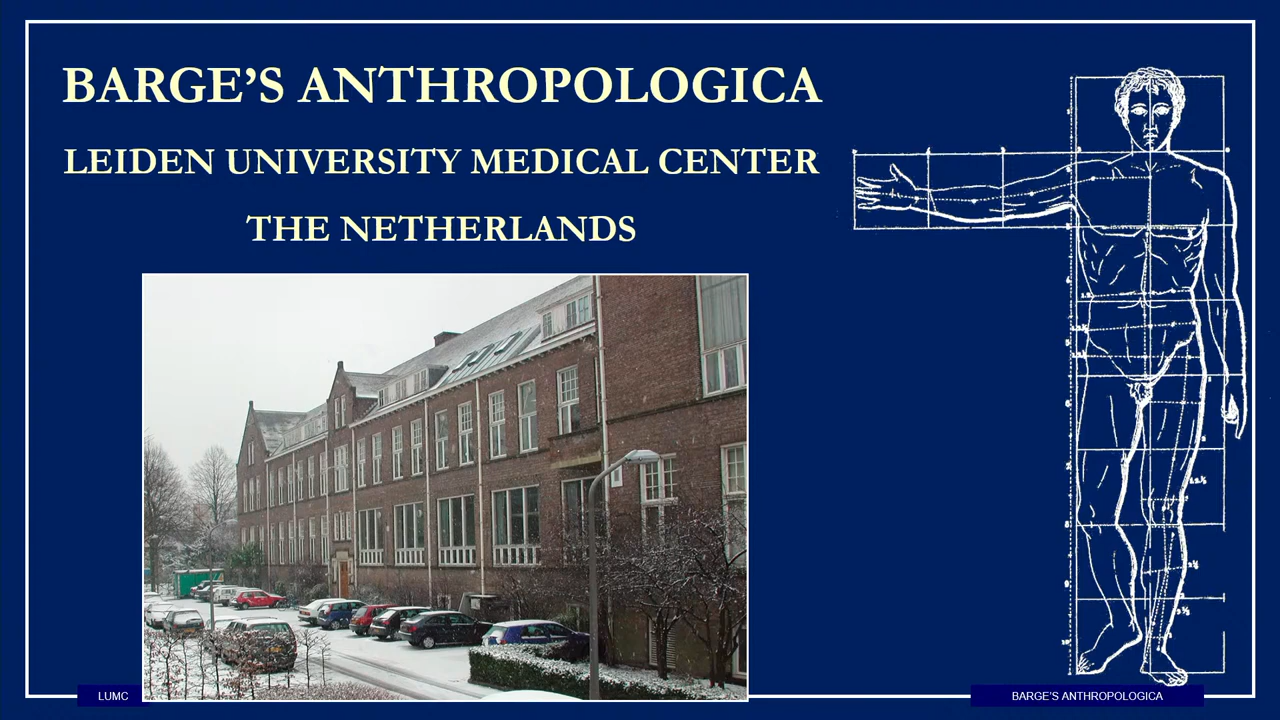 BARGE’S ANTHROPOLOGICA
LEIDEN UNIVERSITY MEDICAL CENTER
THE NETHERLANDS
LUMC
BARGE'S ANTHROPOLOGICA